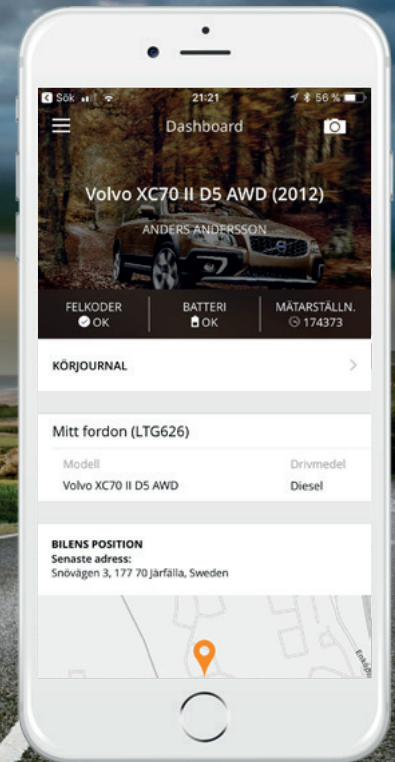 Sök
21:21
56 %
Dashboard
Volvo XC70 II D5 AWD (2012)
ANDERS ANDERSSON
FELKODER
OK
BATTERI
OK
MÄTARSTÄLLN.
174373
KÖRJOURNAL
Mitt fordon (LTG626)
Modell
Drivmedel
Volvo XC70 II D5 AWD
Diesel
BILENS POSITION
Senaste adress:
Snövägen 3, 177 70 Järfälla, Sweden